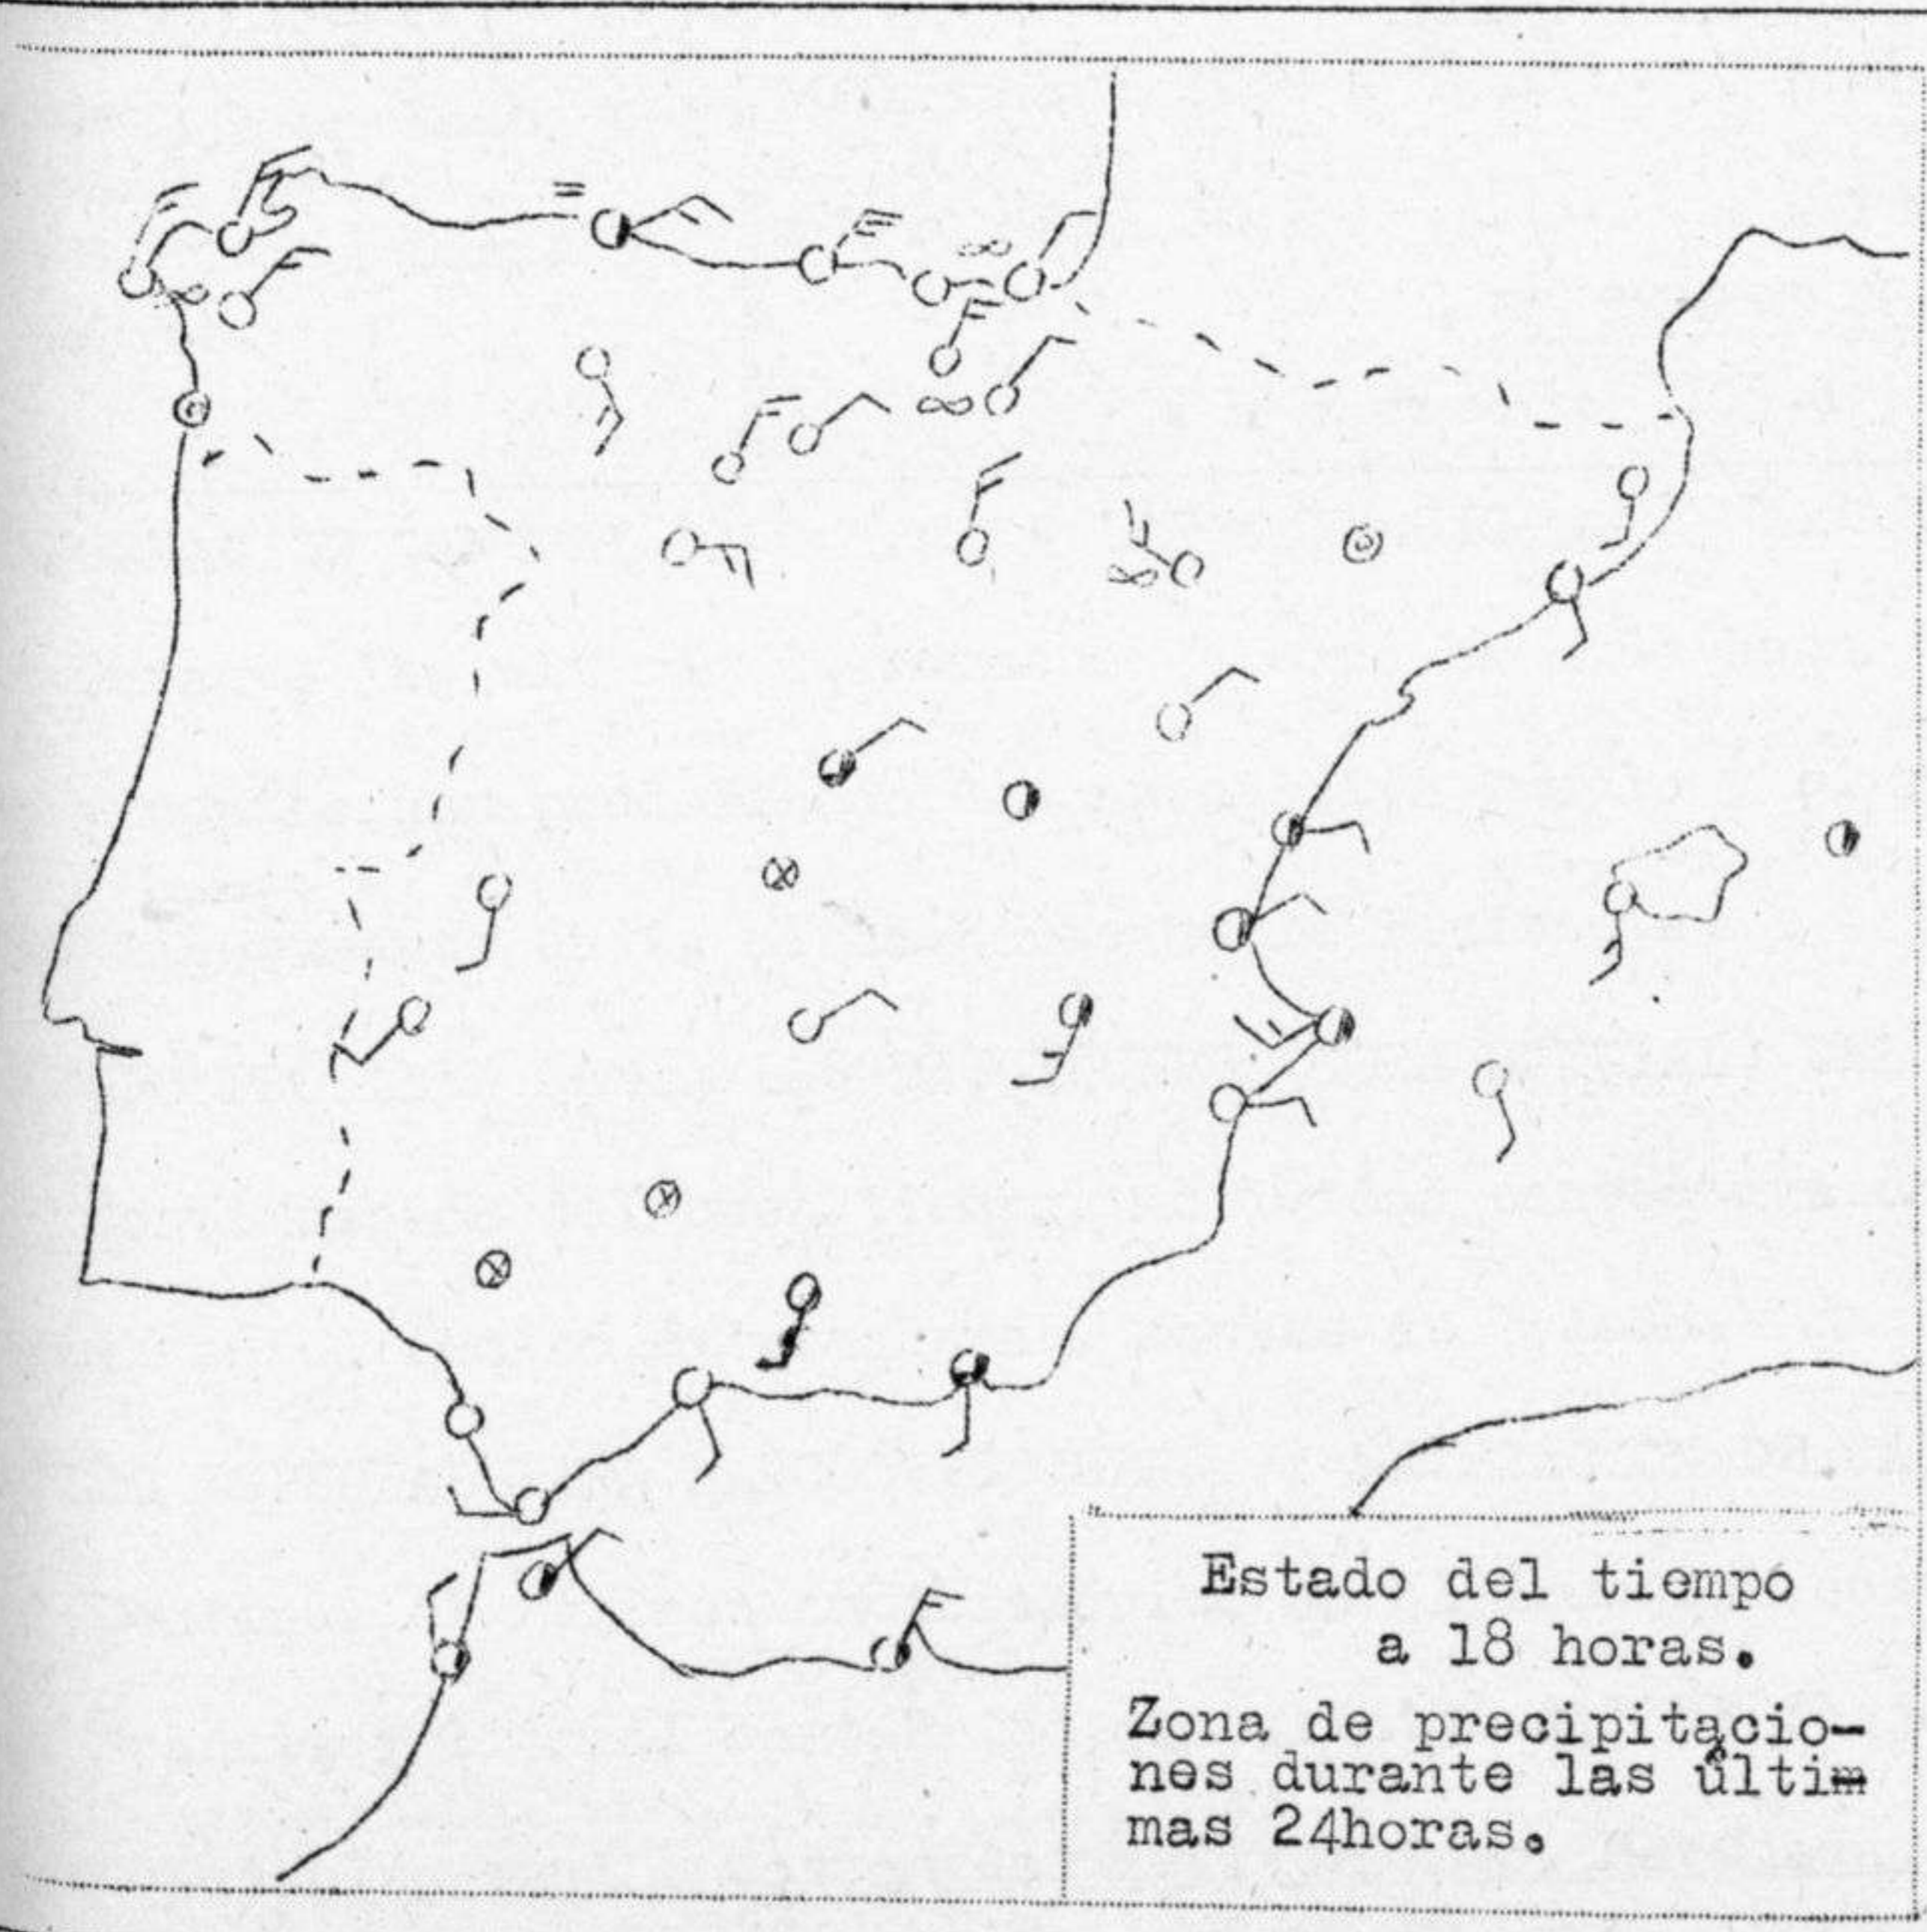 Estado del tiempo
a 18 horas.
Zona de precipitacio-
nes durante las últim
mas 24horas.